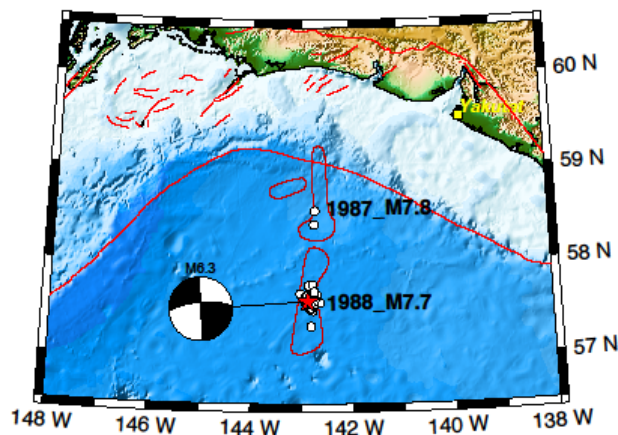 60 N
Yakutat
59 N
1987_M7.8
58 N
M6.3
1988_M7.7
57 N
148 W
146 W
144 W
142 W
140 W
138 W